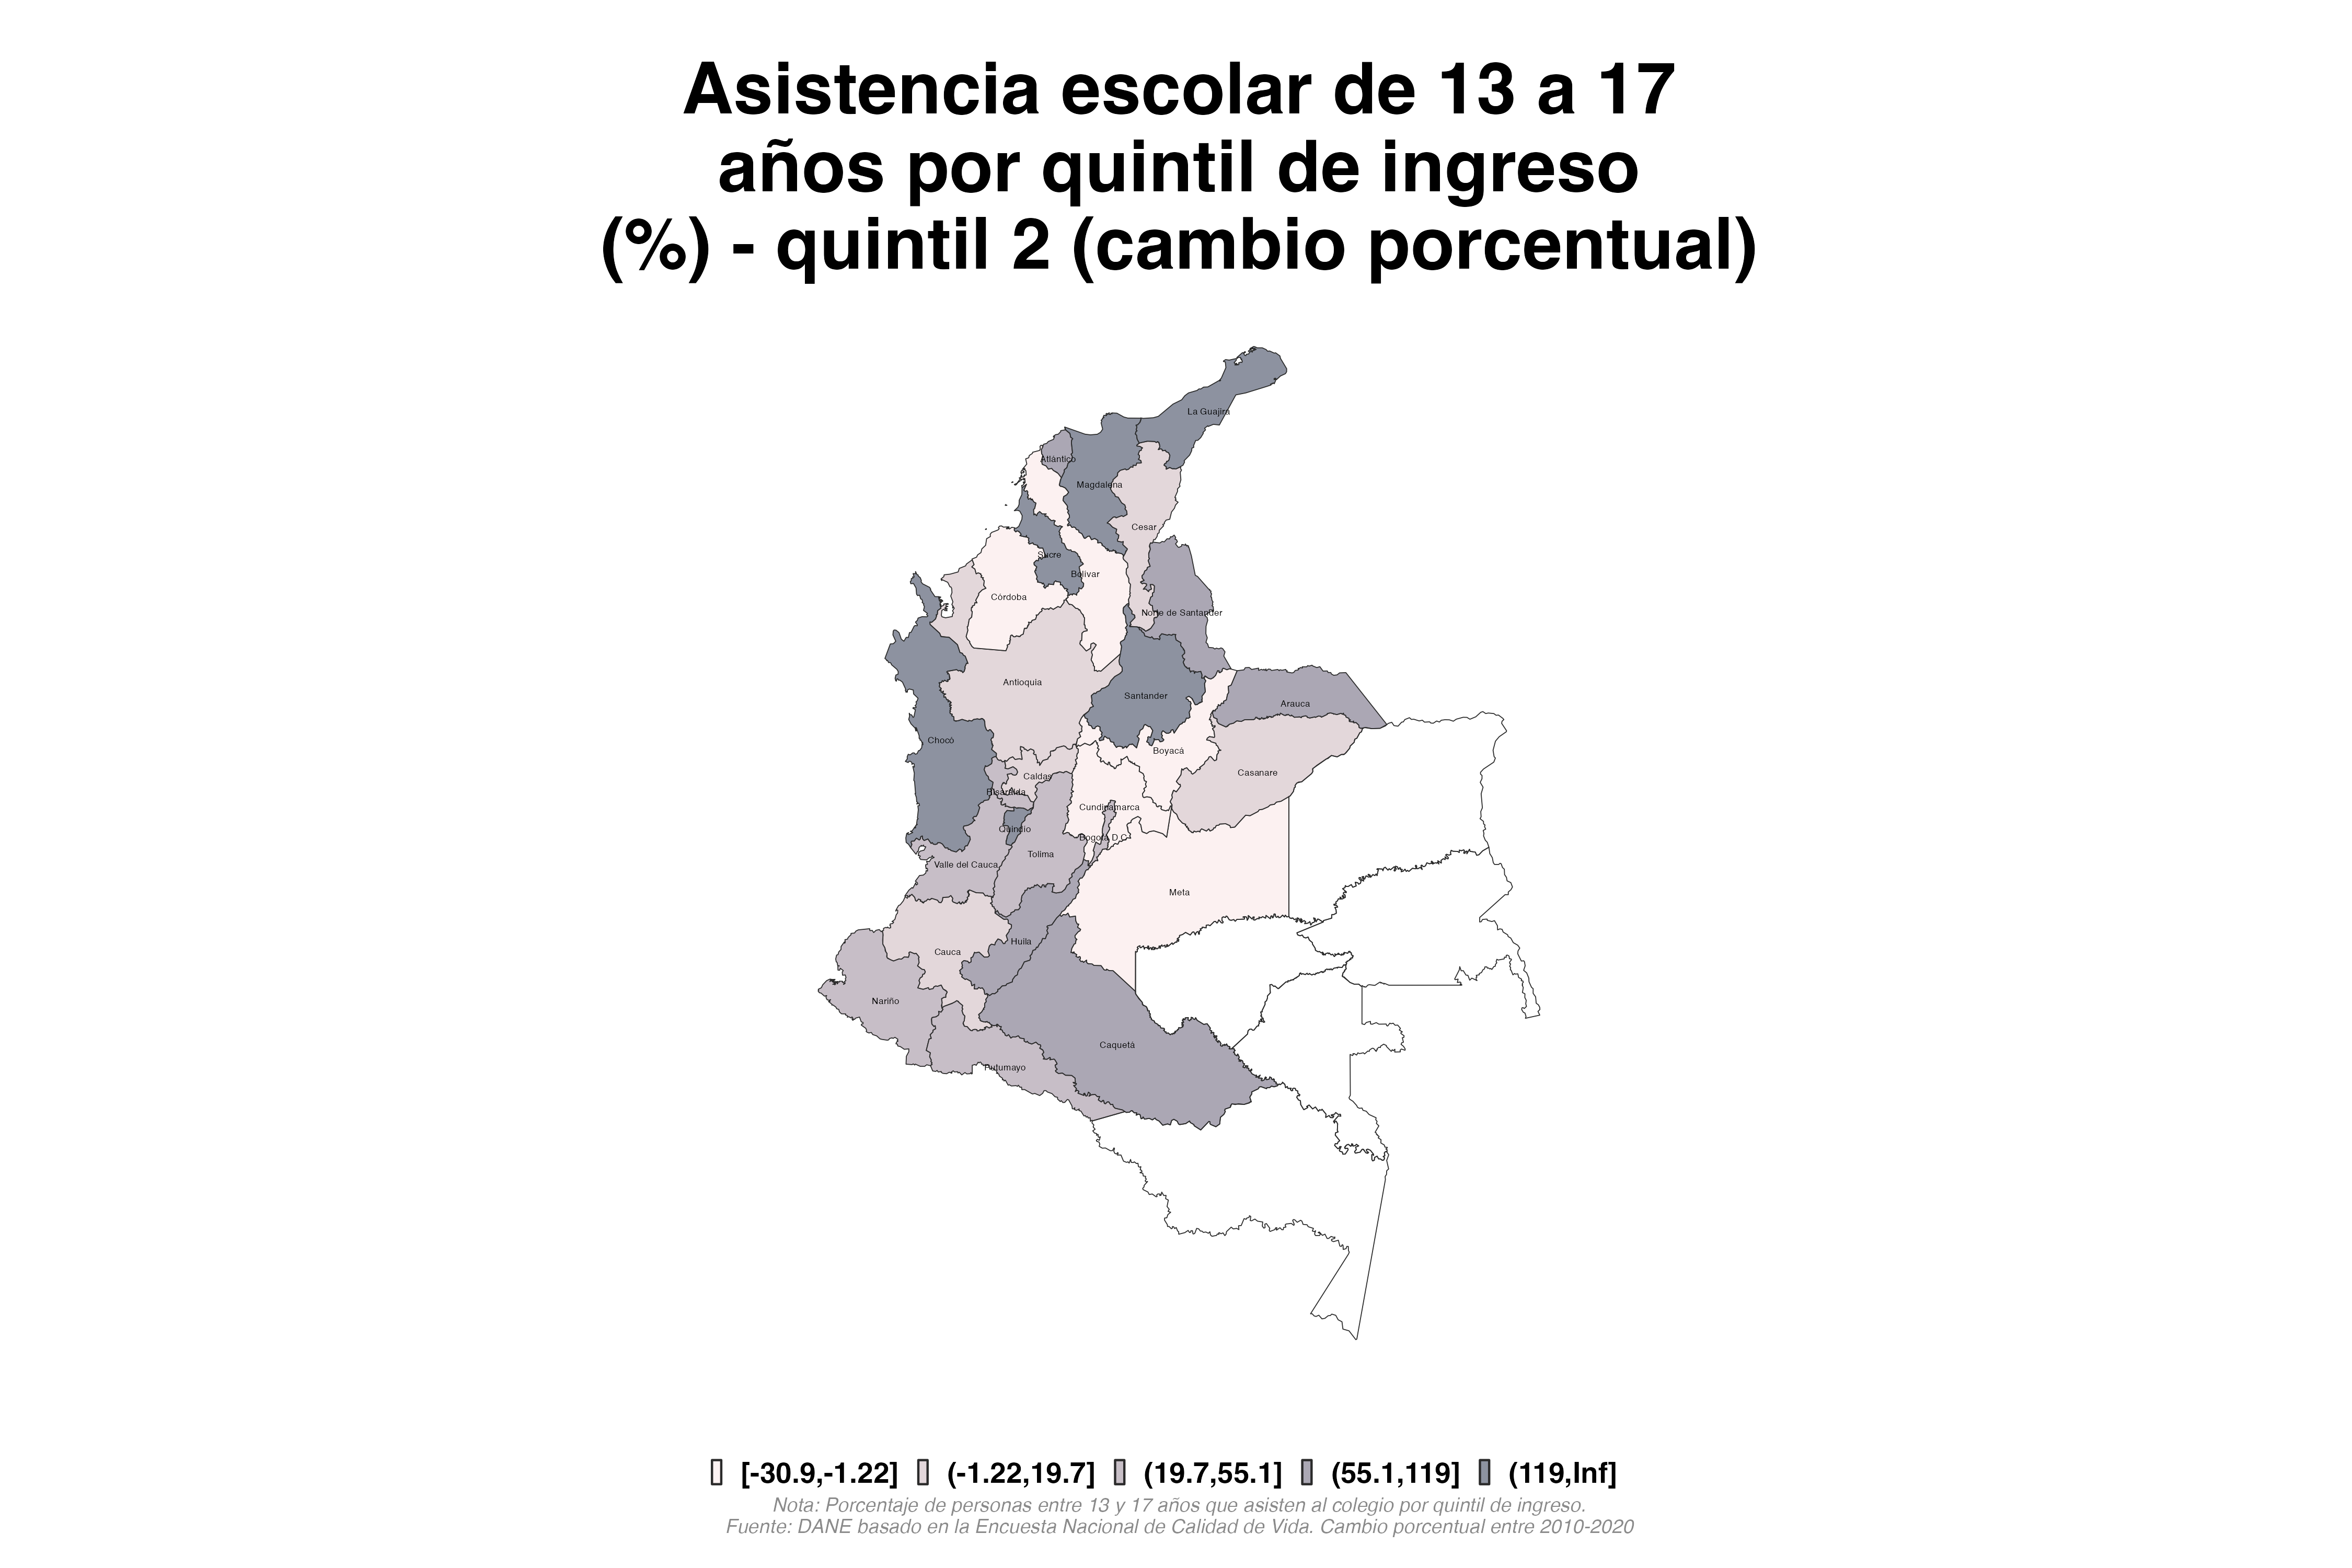 Asistencia escolar de 13 a 17
años por quintil de ingreso
(%) - quintil 2 (cambio porcentual)
La Guajira
Atlántico
Magdalena
Cesar
Sucre
Bolívar
Córdoba
Norte de Santander
Antioquia
Santander
Arauca
Chocó
Boyacá
Casanare
Caldas
Risaralda
Cundinamarca
Quindío
Bogotá D.C.
Tolima
Valle del Cauca
Meta
Huila
Cauca
Nariño
Caquetá
Putumayo
[-30.9,-1.22] (-1.22,19.7] (19.7,55.1] (55.1,119] (119,Inf]
Nota: Porcentaje de personas entre 13 y 17 años que asisten al colegio por quintil de ingreso.
Fuente: DANE basado en la Encuesta Nacional de Calidad de Vida. Cambio porcentual entre 2010-2020